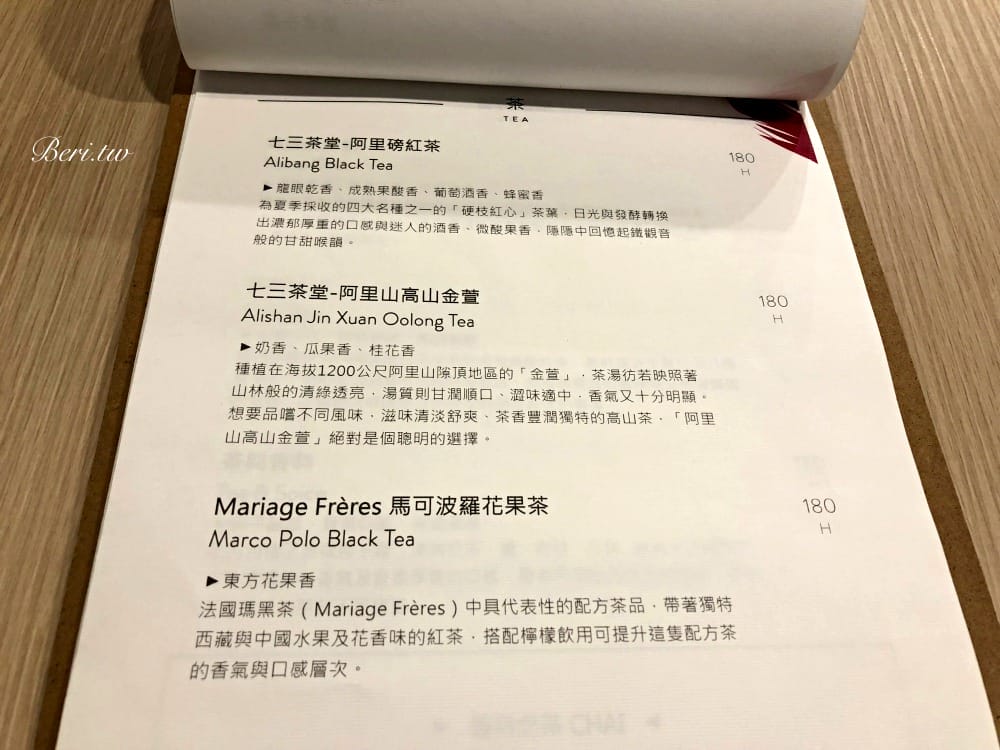 茶
TEA
Beri.tw
七三茶堂-阿里磅紅茶
180
Alibang Black Tea
H
▶龍眼乾香、成熟果酸香、葡萄酒香、蜂蜜香
為夏季採收的四大名種之一的「硬枝紅心」茶葉，日光與發酵轉換
出濃郁厚重的口感與迷人的酒香、微酸果香，隱隱中回憶起鐵觀音
般的甘甜喉韻。
七三茶堂-阿里山高山金萱
180
Alishan Jin Xuan Oolong Tea
H
▶奶香、瓜果香、桂花香
種植在海拔1200公尺阿里山隙頂地區的「金萱」，茶湯彷若映照著
山林般的清綠透亮，湯質則甘潤順口、澀味適中，香氣又十分明顯。
想要品嚐不同風味，滋味清淡舒爽、茶香豐潤獨特的高山茶，「阿里
山高山金萱」絕對是個聰明的選擇。
Mariage Frères 馬可波羅花果茶
180
Marco Polo Black Tea
H
▶東方花果香
法國瑪黑茶（Mariage Frères）中具代表性的配方茶品，帶著獨特
西藏與中國水果及花香味的紅茶，搭配檸檬飲用可提升這隻配方茶
的香氣與口感層次。